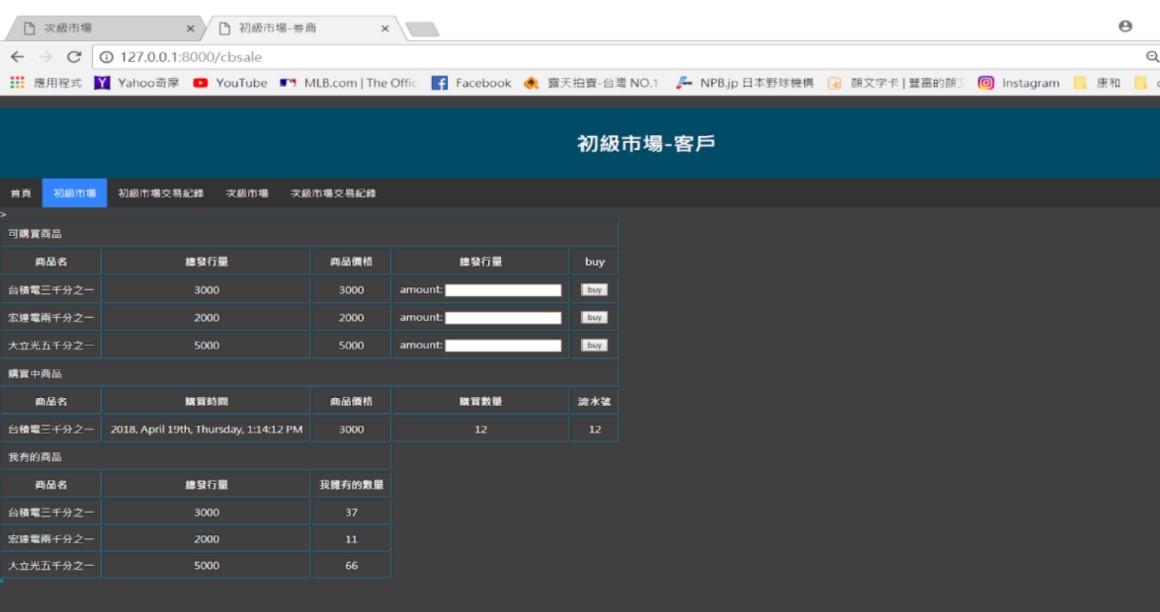 次級市場
初級市場-券商
127.0.0.1:8000/cbsale
應用程式 Yahoo奇摩 YouTube MLB.com | The Offic Facebook 露天拍賣-台灣 NO.1 NPB.jp 日本野球機構 顏文字卡 | 豐富的顏文 Instagram 康和
初級市場-客戶
首頁 初級市場 初級市場交易紀錄 次級市場 次級市場交易紀錄
>
可購買商品
商品名 總發行量 商品價格 總發行量 buy
台積電三千分之一 3000 3000 amount: buy
宏達電兩千分之一 2000 2000 amount: buy
大立光五千分之一 5000 5000 amount: buy
購買中商品
商品名 購買時間 商品價格 購買數量 流水號
台積電三千分之一 2018, April 19th, Thursday, 1:14:12 PM 3000 12 12
我有的商品
商品名 總發行量 我擁有的數量
台積電三千分之一 3000 37
宏達電兩千分之一 2000 11
大立光五千分之一 5000 66